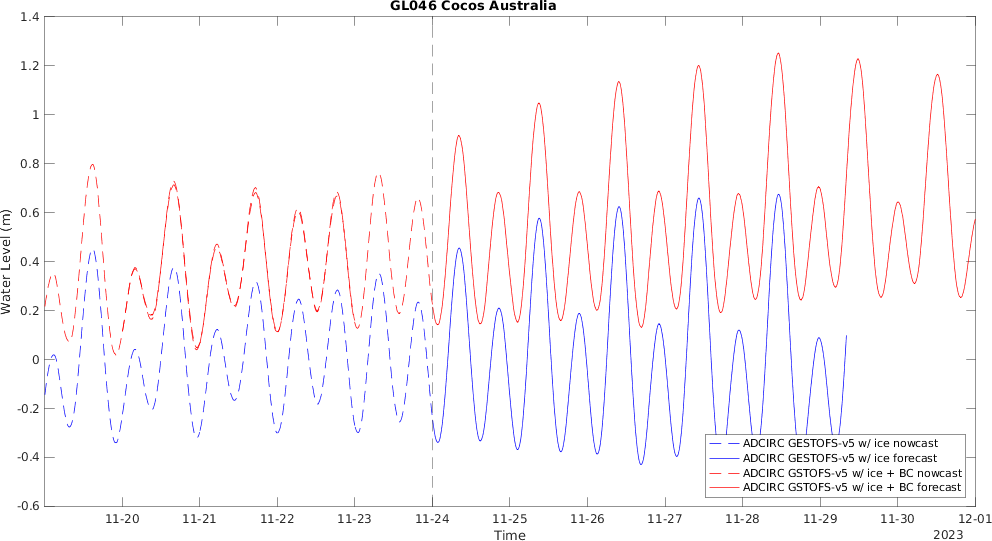 GL046 Cocos Australia
1.4
1.2
1
0.8
0.6
0.4
0.2
0
-0.2
-0.4
-0.6
Water Level (m)
ADCIRC GESTOFS-v5 w/ ice nowcast
ADCIRC GESTOFS-v5 w/ ice forecast
ADCIRC GSTOFS-v5 w/ ice + BC nowcast
ADCIRC GSTOFS-v5 w/ ice + BC forecast
11-20 11-21 11-22 11-23 11-24 11-25 11-26 11-27 11-28 11-29 11-30 12-01
Time
2023